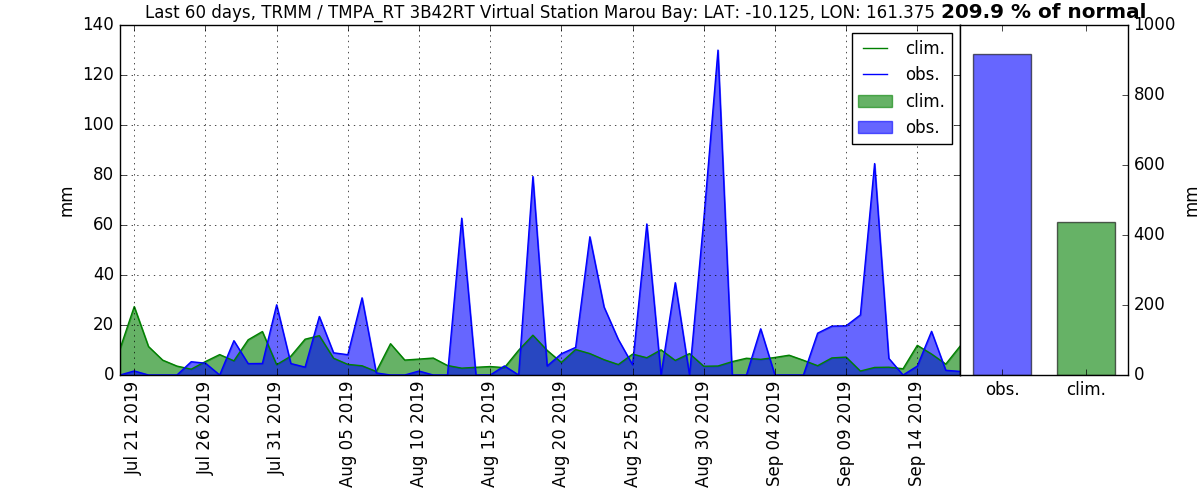 Last 60 days, TRMM / TMPA_RT 3B42RT Virtual Station Marou Bay: LAT: -10.125, LON: 161.375 209.9 % of normal
140
120
100
80
60
40
20
0
mm
clim.
obs.
clim.
obs.
Jul 21 2019
Jul 26 2019
Jul 31 2019
Aug 05 2019
Aug 10 2019
Aug 15 2019
Aug 20 2019
Aug 25 2019
Aug 30 2019
Sep 04 2019
Sep 09 2019
Sep 14 2019
1000
800
600
400
200
0
mm
obs.
clim.